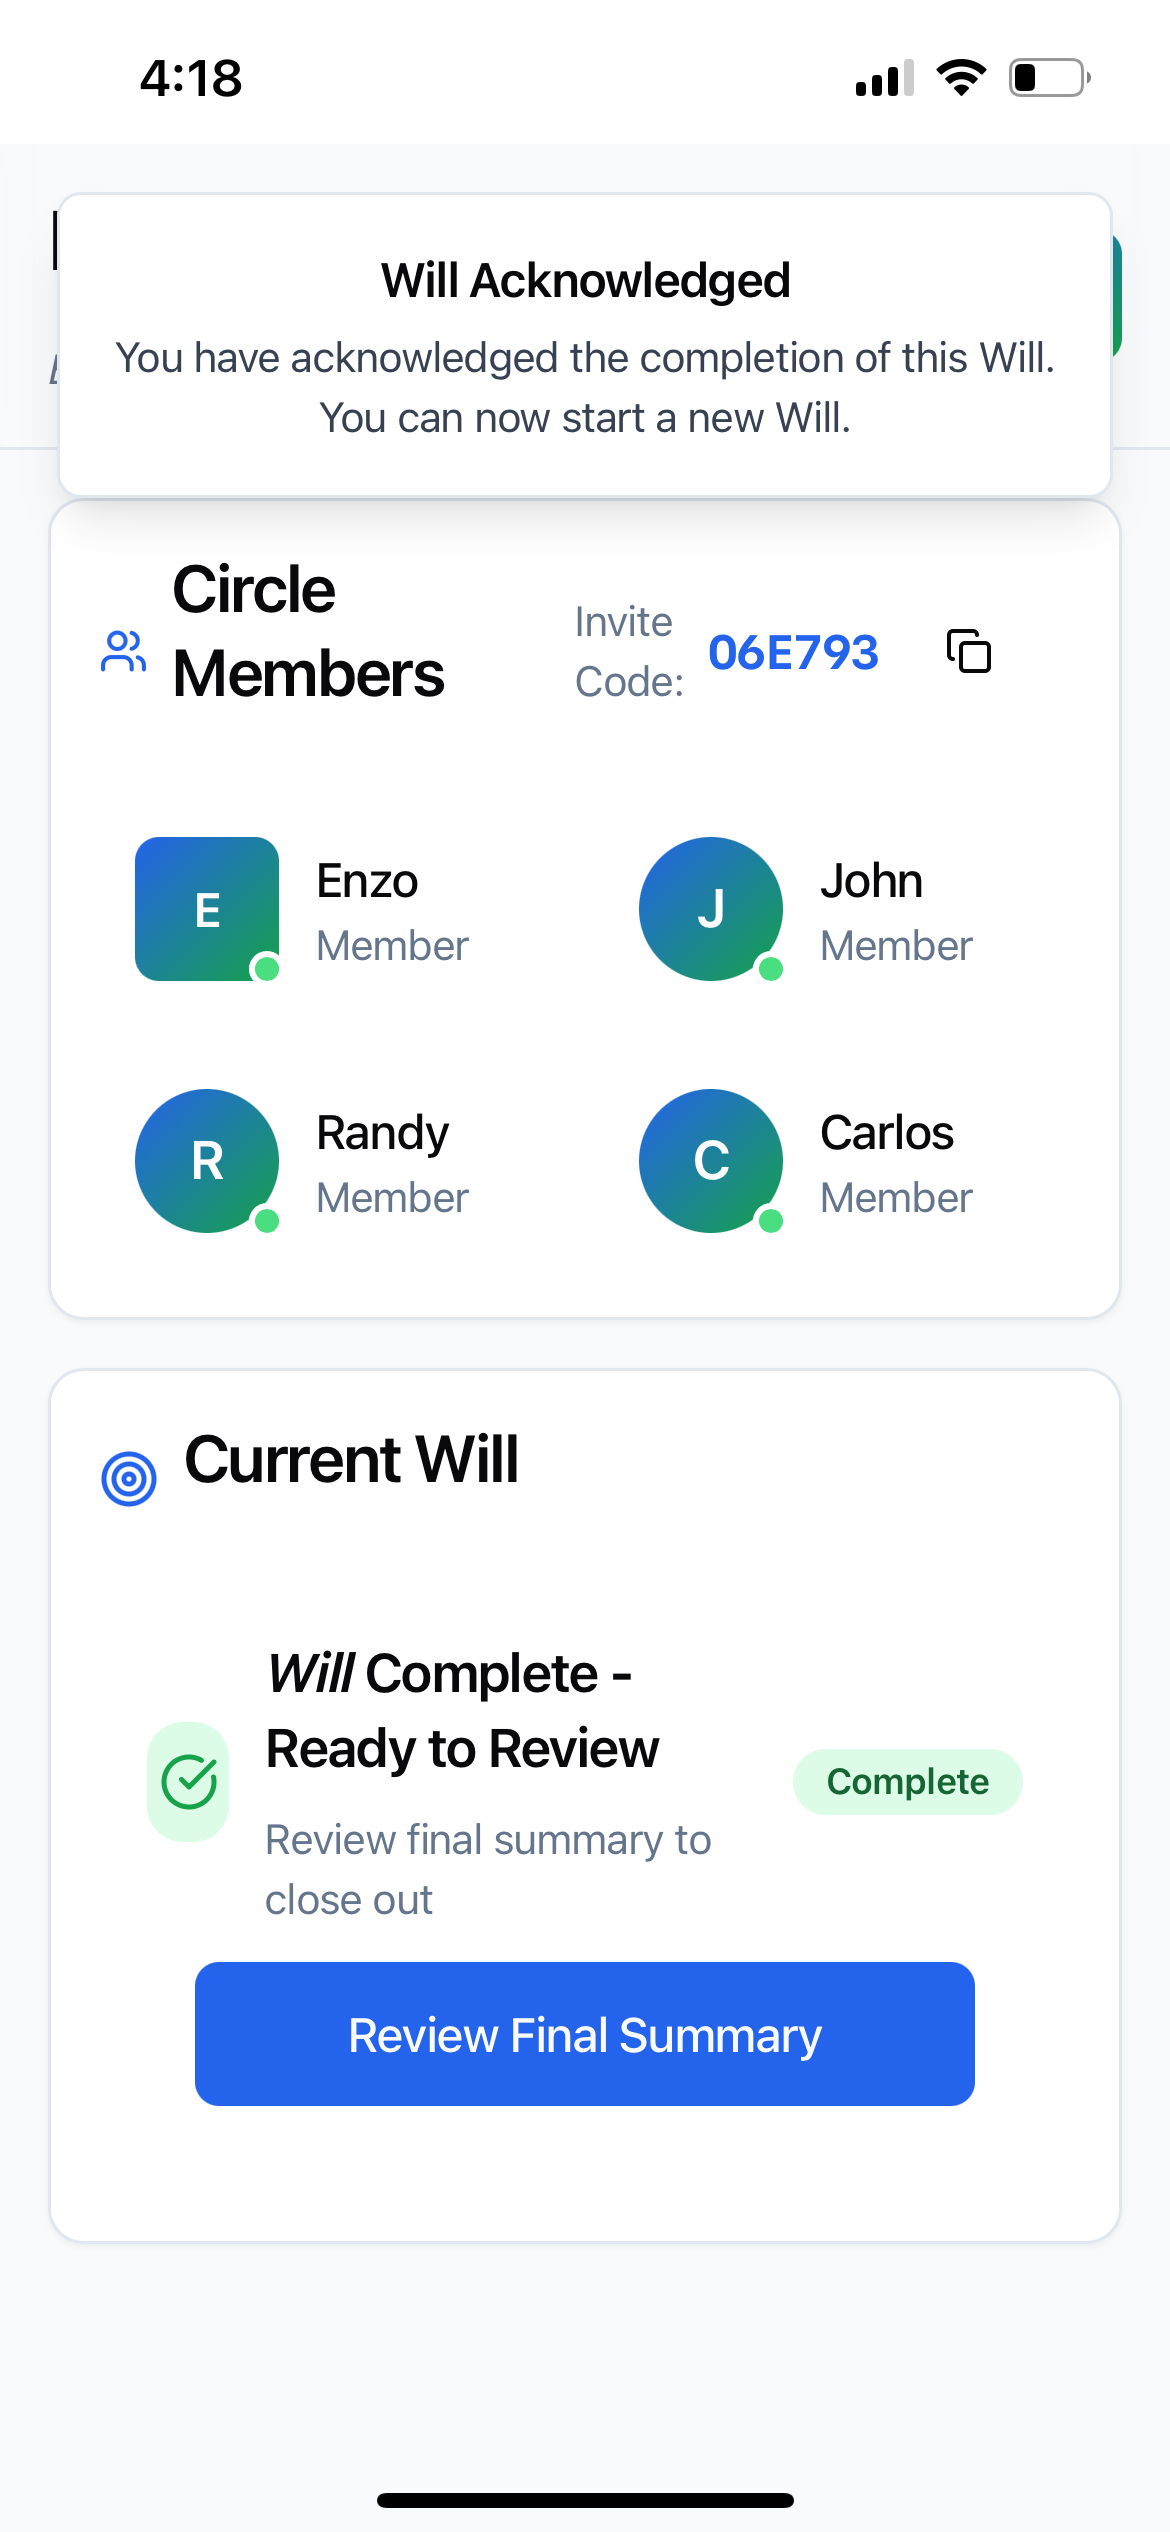 4:18
Will Acknowledged
You have acknowledged the completion of this Will.
You can now start a new Will.
Circle
Members
Invite
Code:
06E793
E
Enzo
Member
J
John
Member
R
Randy
Member
C
Carlos
Member
Current Will
Will Complete -
Ready to Review
Complete
Review final summary to
close out
Review Final Summary